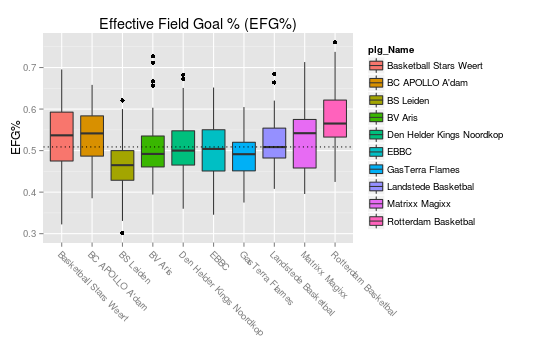 Effective Field Goal % (EFG%)
EFG%
0.7
0.6
0.5
0.4
0.3
Basketball Stars Weert
BC APOLLO A'dam
BS Leiden
BV Aris
Den Helder Kings Noordkop
EBBC
GasTerra Flames
Landstede Basketbal
Matrixx Magixx
Rotterdam Basketbal
plg_Name
Basketball Stars Weert
BC APOLLO A'dam
BS Leiden
BV Aris
Den Helder Kings Noordkop
EBBC
GasTerra Flames
Landstede Basketbal
Matrixx Magixx
Rotterdam Basketbal